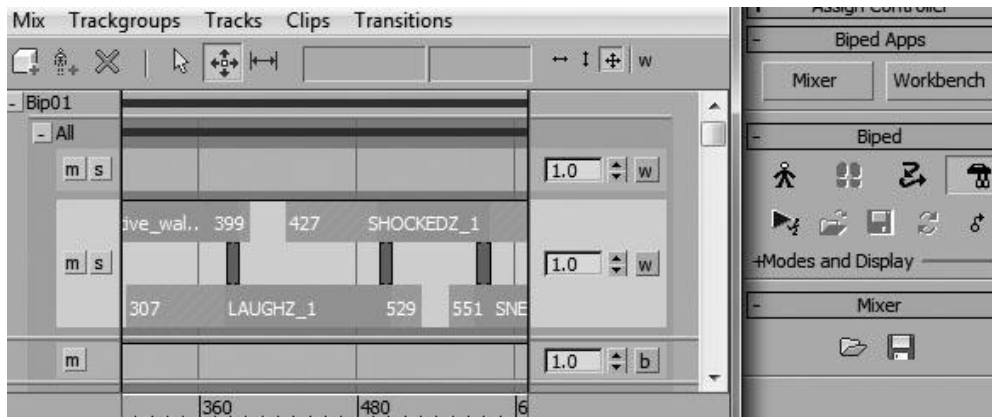 Mix Trackgroups Tracks Clips Transitions
w
Bip01
All
m s 1.0 w
399 427 SHOCKEDZ_1
m s 1.0 w
307 LAUGHZ_1 529 551 SNE
m 1.0 b
360 480 6
Biped Apps
Mixer Workbench
Biped
+Modes and Display
Mixer